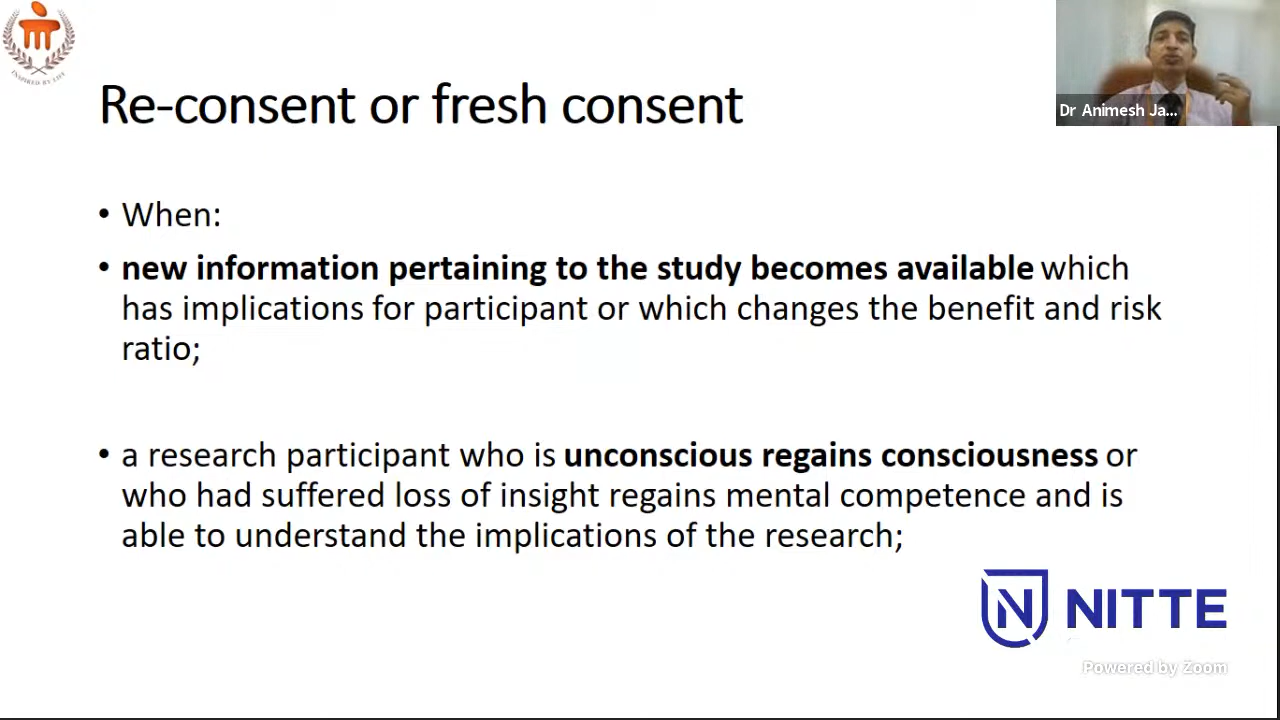 INSPIRED BY LIFE
Dr Animesh Ja...
Re-consent or fresh consent
• When:
• new information pertaining to the study becomes available which
has implications for participant or which changes the benefit and risk
ratio;
• a research participant who is unconscious regains consciousness or
who had suffered loss of insight regains mental competence and is
able to understand the implications of the research;
N NITTE
Powered by Zoom